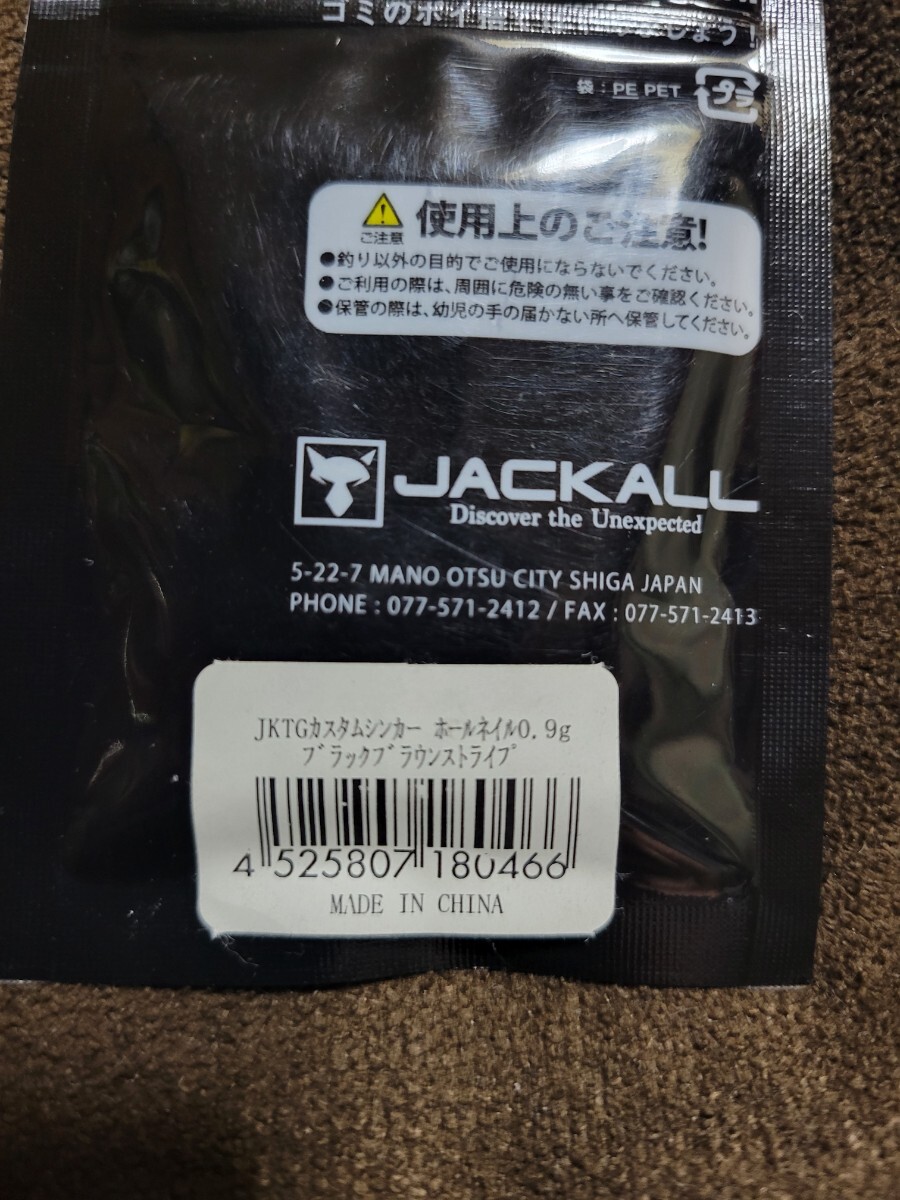 ゴミのポイ捨
しょう!
袋 : PE PET プラ
ご注意 使用上のご注意!
●釣り以外の目的でご使用にならないでください。
●ご利用の際は、周囲に危険の無い事をご確認ください。
●保管の際は、幼児の手の届かない所へ保管してください。
JACKALL
Discover the Unexpected
5-22-7 MANO OTSU CITY SHIGA JAPAN
PHONE : 077-571-2412 / FAX : 077-571-2413
JKTGカスタムシンカー ホールネイル0.9g
ブラックブラウンストライプ
4 525807 180466
MADE IN CHINA